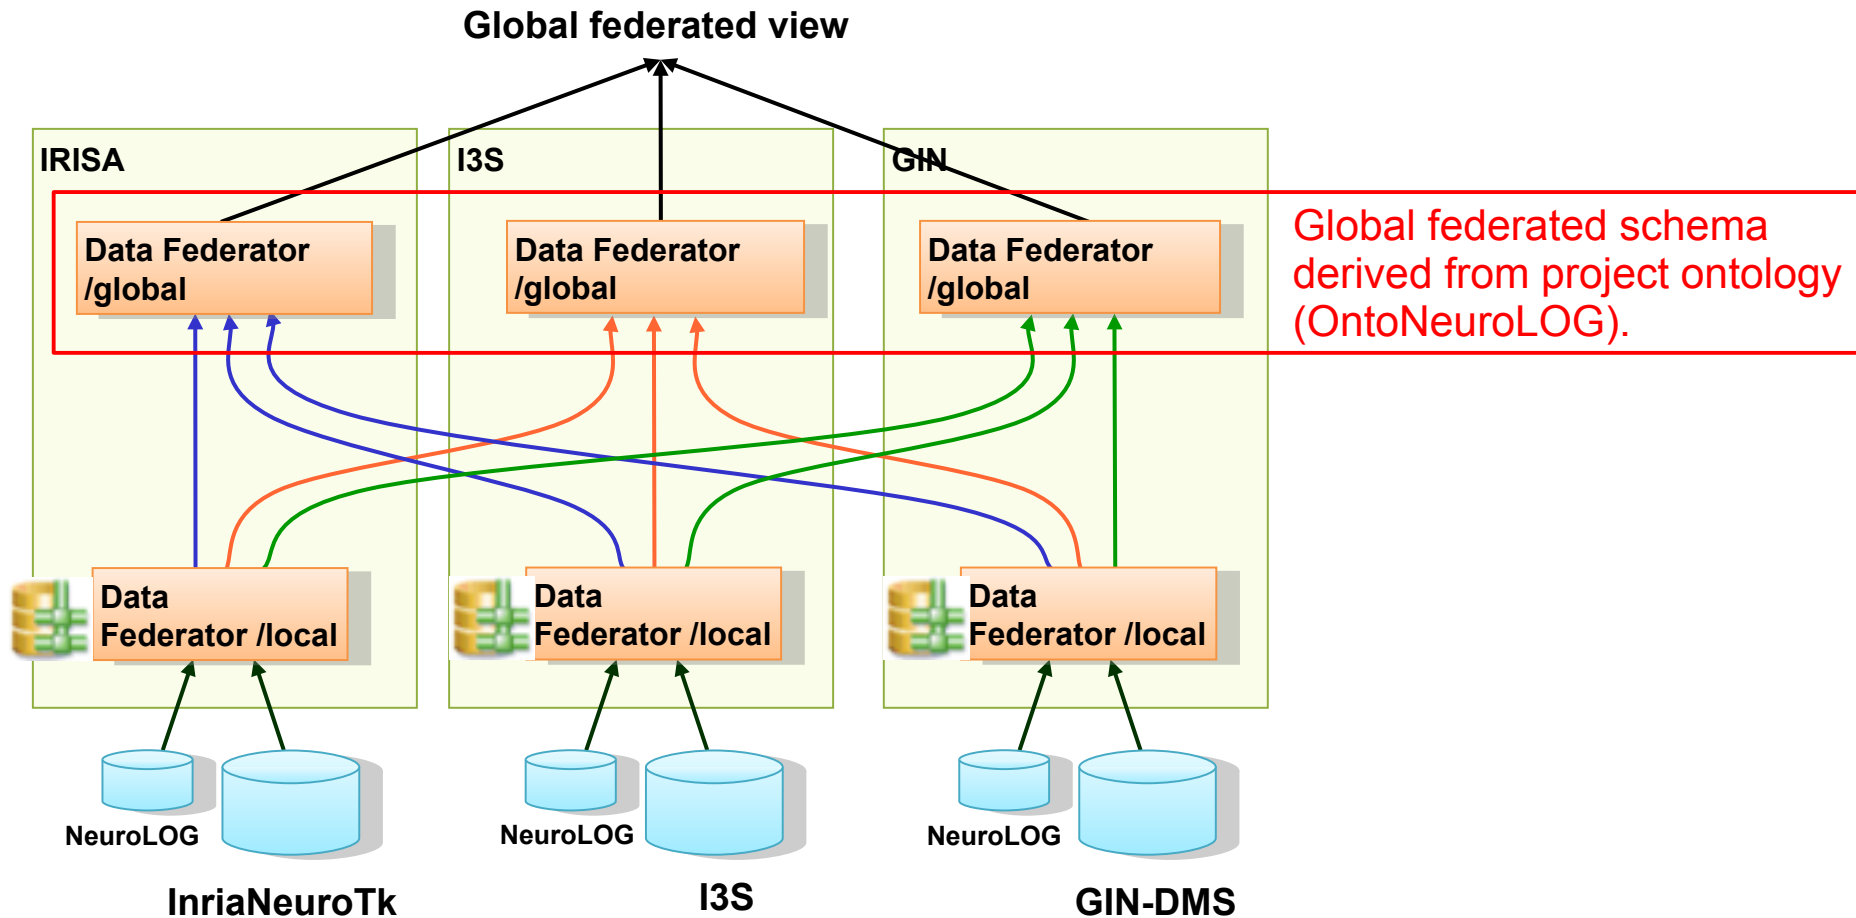 Global federated view
IRISA
I3S
GIN
Data Federator
/global
Data Federator
/global
Data Federator
/global
Global federated schema
derived from project ontology
(OntoNeuroLOG).
Data
Federator /local
Data
Federator /local
Data
Federator /local
NeuroLOG
NeuroLOG
NeuroLOG
InriaNeuroTk
I3S
GIN-DMS